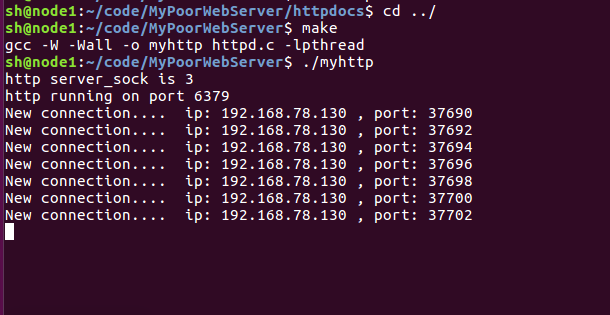 sh@node1:~/code/MyPoorWebServer/httpdocs$ cd ../
sh@node1:~/code/MyPoorWebServer$ make
gcc -W -Wall -o myhttp httpd.c -lpthread
sh@node1:~/code/MyPoorWebServer$ ./myhttp
http server_sock is 3
http running on port 6379
New connection....  ip: 192.168.78.130 , port: 37690
New connection....  ip: 192.168.78.130 , port: 37692
New connection....  ip: 192.168.78.130 , port: 37694
New connection....  ip: 192.168.78.130 , port: 37696
New connection....  ip: 192.168.78.130 , port: 37698
New connection....  ip: 192.168.78.130 , port: 37700
New connection....  ip: 192.168.78.130 , port: 37702